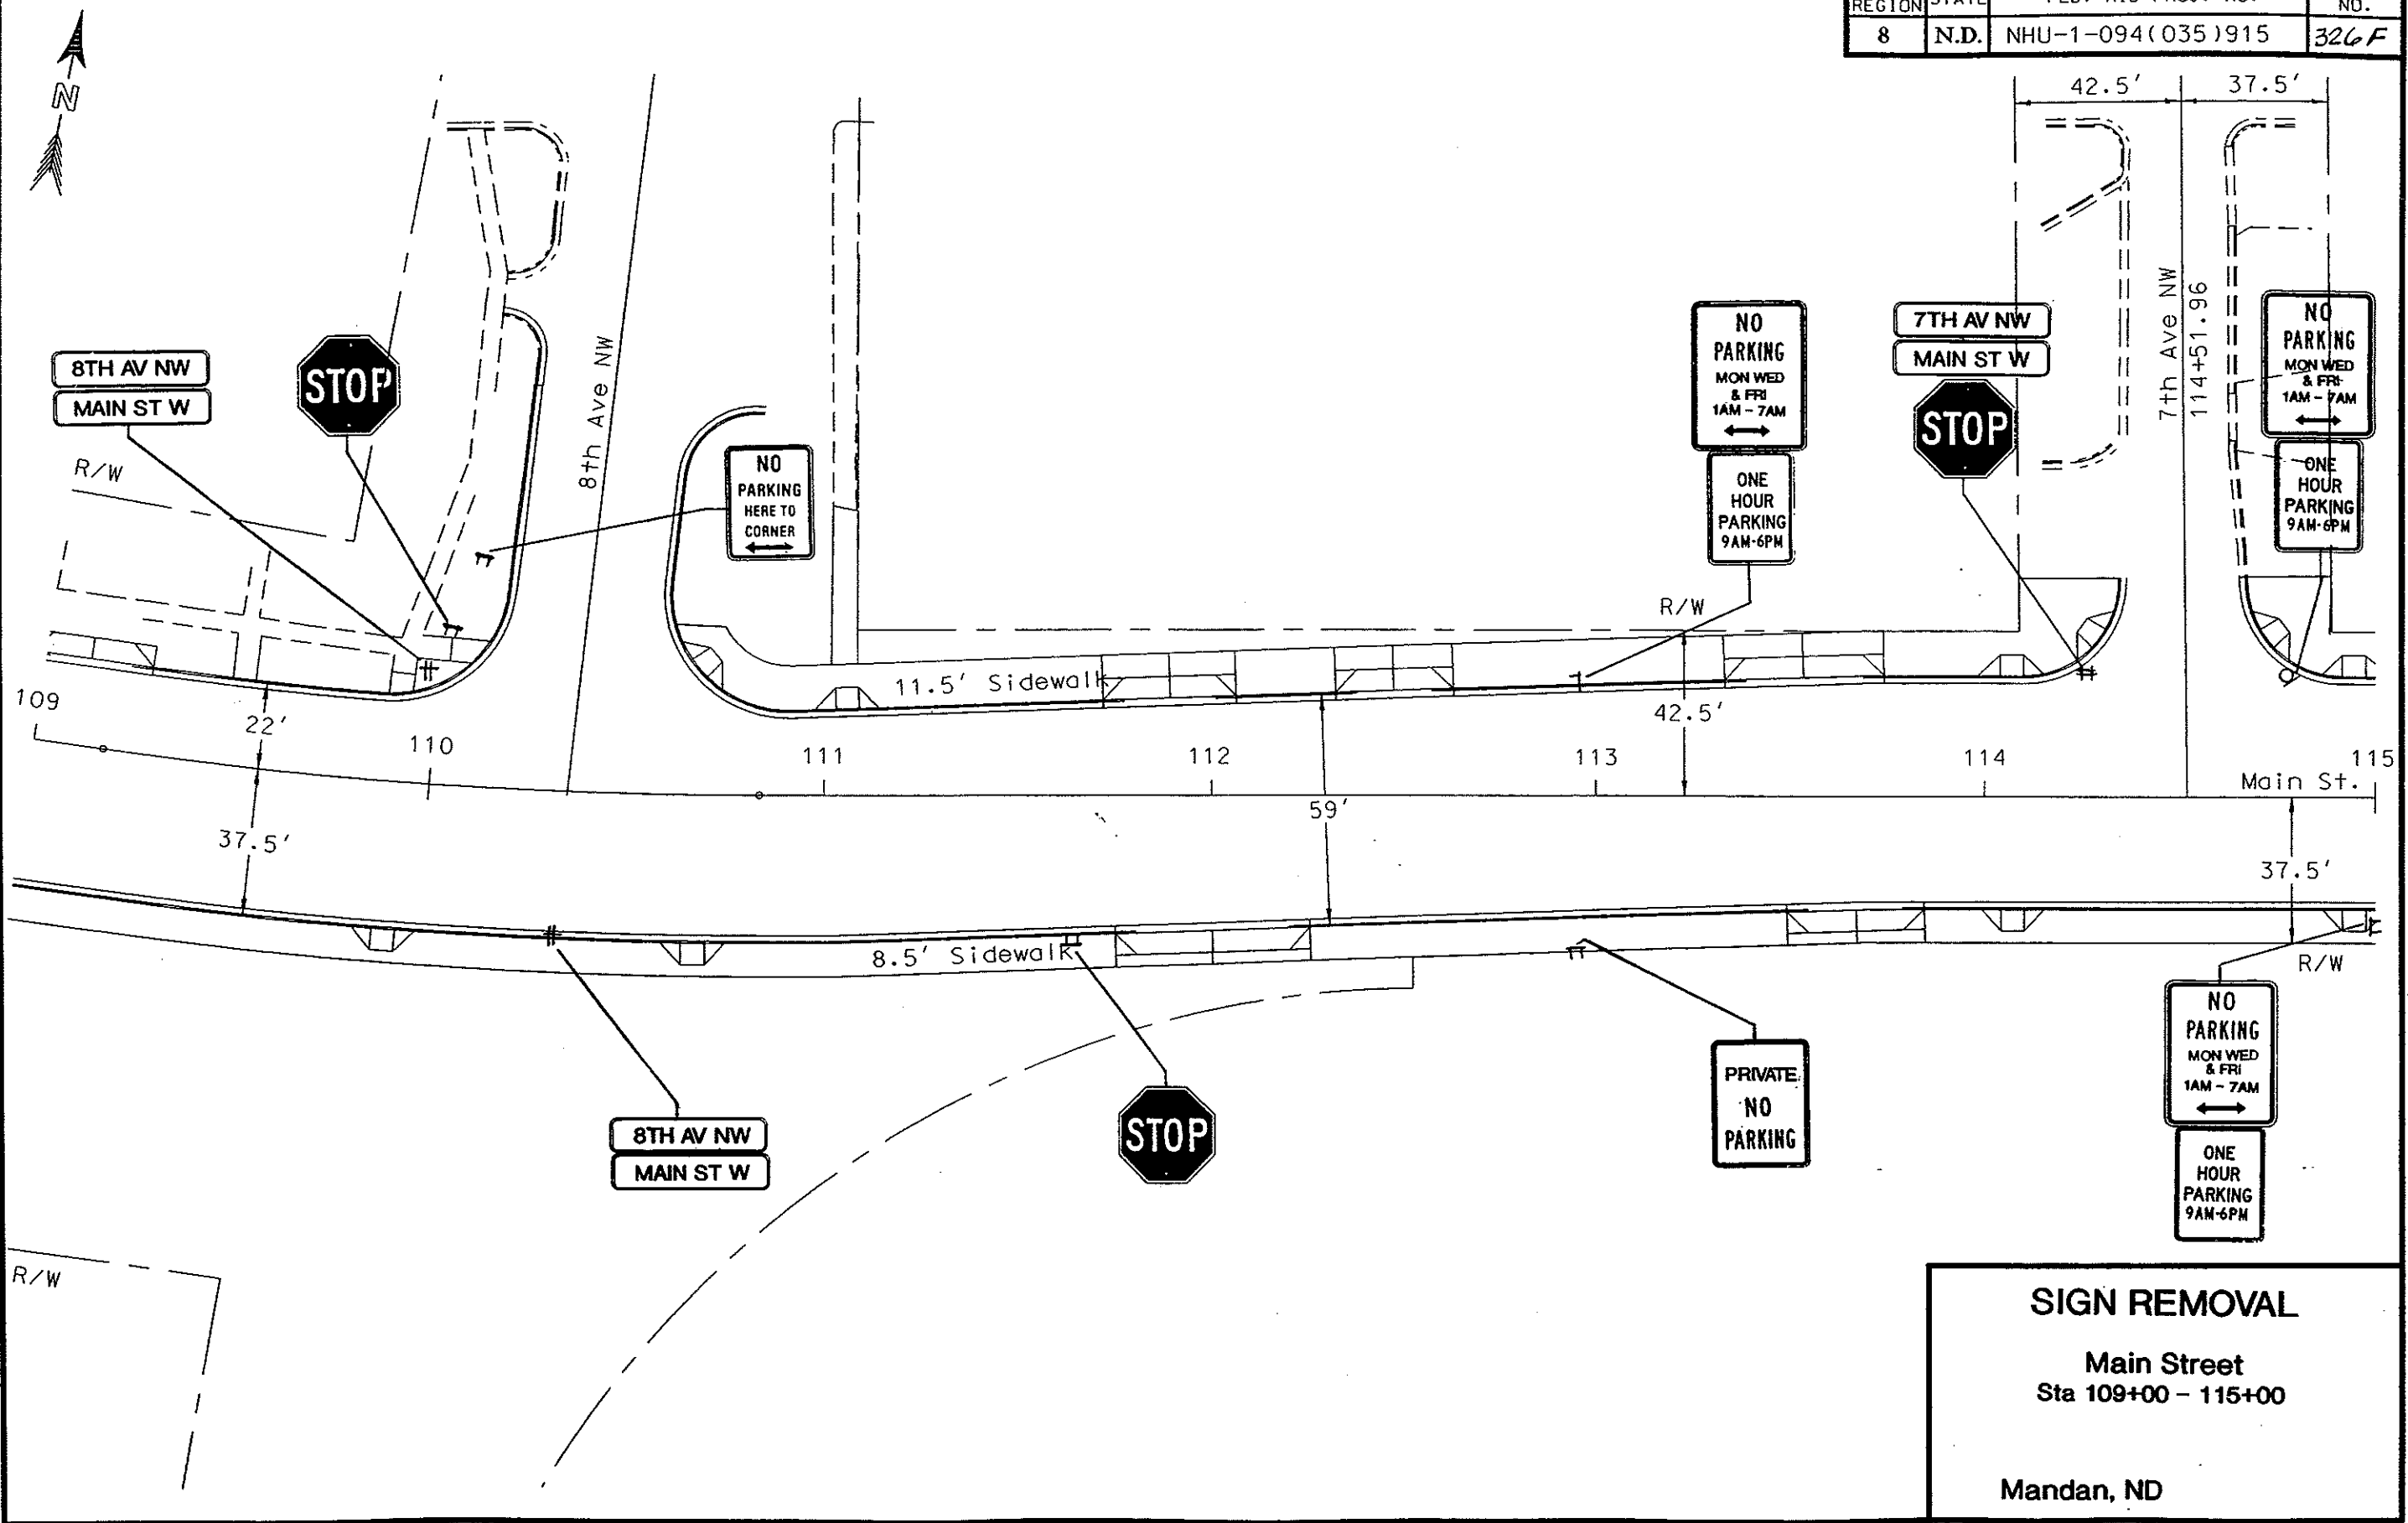 REGION STATE NO.
8 N.D. NHU-1-094(035)915 326F
N
42.5' 37.5'
8TH AV NW
MAIN ST W
STOP
R/W
8th Ave NW
NO
PARKING
HERE TO
CORNER
NO
PARKING
MON WED
& FRI
1AM - 7AM
ONE
HOUR
PARKING
9AM-6PM
7TH AV NW
MAIN ST W
STOP
7th Ave NW
114+51.96
NO
PARKING
MON WED
& FRI
1AM - 7AM
ONE
HOUR
PARKING
9AM-6PM
R/W
11.5' Sidewalk
109
22'
110
111
112
42.5'
113
114
115
Main St.
59'
37.5'
37.5'
8.5' Sidewalk
R/W
8TH AV NW
MAIN ST W
STOP
PRIVATE
NO
PARKING
NO
PARKING
MON WED
& FRI
1AM - 7AM
ONE
HOUR
PARKING
9AM-6PM
R/W
SIGN REMOVAL
Main Street
Sta 109+00 - 115+00
Mandan, ND